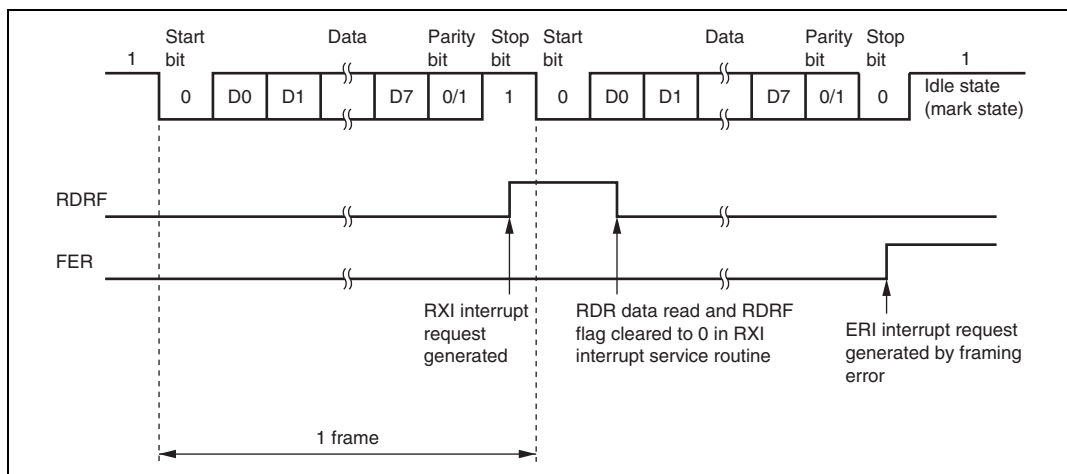 1
Start bit
Data
Parity bit
Stop bit
Start bit
Data
Parity bit
Stop bit
1
0 D0 D1 D7 0/1 1 0 D0 D1 D7 0/1 0
Idle state
(mark state)
RDRF
FER
RXI interrupt
request
generated
RDR data read and RDRF
flag cleared to 0 in RXI
interrupt service routine
ERI interrupt request
generated by framing
error
1 frame